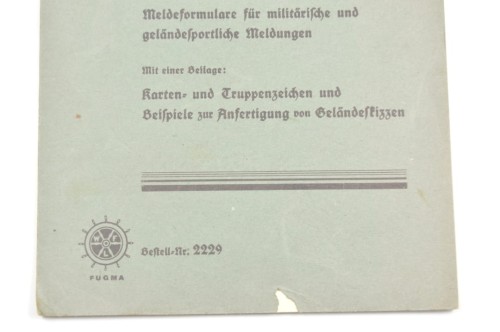 Meldeformulare für militärische und
geländesportliche Meldungen
Mit einer Beilage:
Karten- und Truppenzeichen und
Beispiele zur Anfertigung von Geländeskizzen
Bestell-Nr. 2229
FUGMA